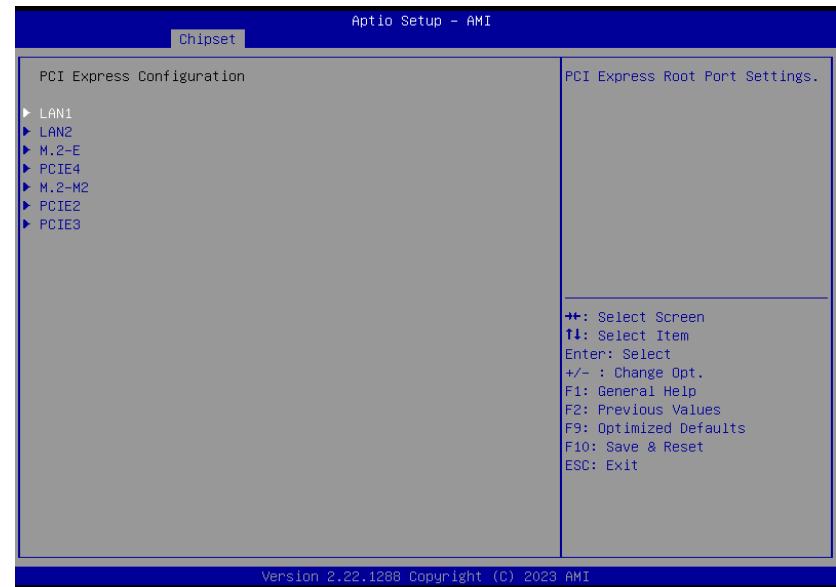 Aptio Setup – AMI
Chipset
PCI Express Configuration
▶ LAN1
▶ LAN2
▶ M.2-E
▶ PCIE4
▶ M.2-M2
▶ PCIE2
▶ PCIE3
PCI Express Root Port Settings.
→←: Select Screen
↑↓: Select Item
Enter: Select
+/- : Change Opt.
F1: General Help
F2: Previous Values
F9: Optimized Defaults
F10: Save & Reset
ESC: Exit
Version 2.22.1288 Copyright (C) 2023 AMI